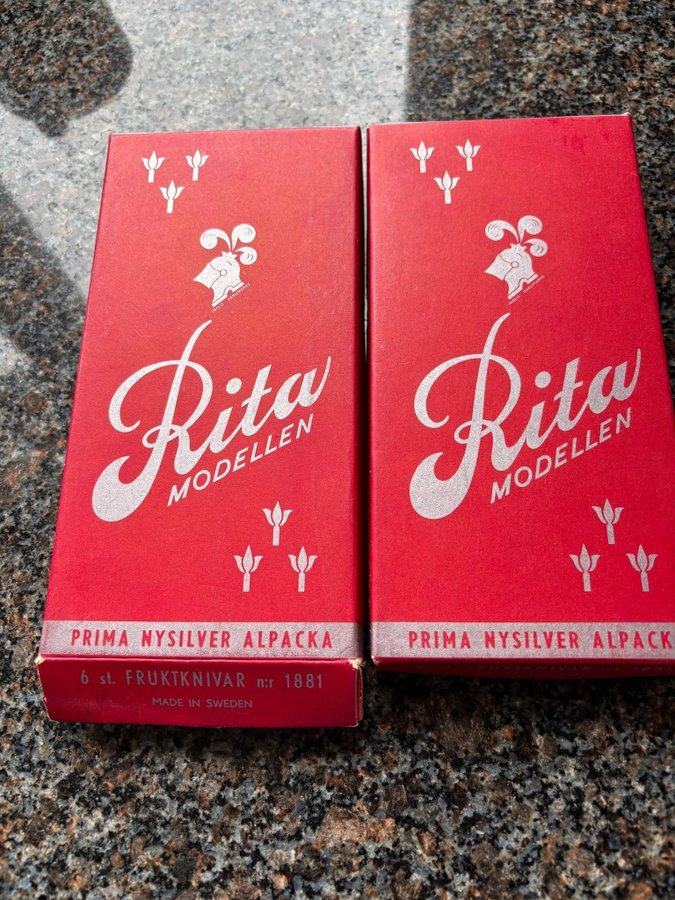 Rita
MODELLEN
PRIMA NYSILVER ALPACKA
6 st. FRUKTKNIVAR n:r 1881
MADE IN SWEDEN
Rita
MODELLEN
PRIMA NYSILVER ALPACK